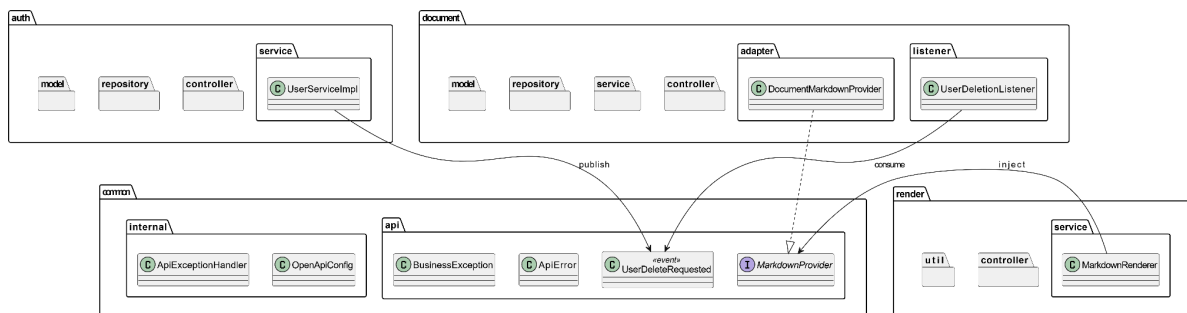 auth
model
repository
controller
service
C UserServiceImpl
document
model
repository
service
controller
adapter
C DocumentMarkdownProvider
listener
C UserDeletionListener
publish
consume
inject
common
internal
C ApiExceptionHandler
C OpenApiConfig
api
C BusinessException
C ApiError
«event»
C UserDeleteRequested
I MarkdownProvider
render
util
controller
service
C MarkdownRenderer